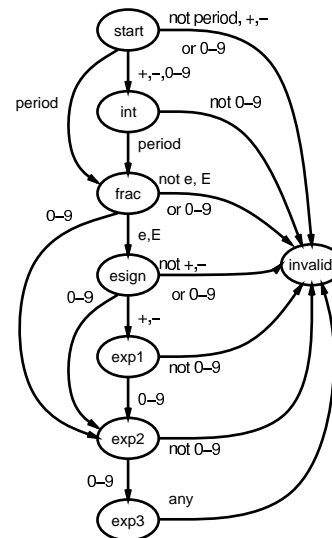 start
not period, +,–
or 0–9
+,–,0–9
period
int
not 0–9
period
frac
not e, E
or 0–9
0–9
e,E
invalid
esign
not +,–
or 0–9
0–9
+,–
exp1
not 0–9
0–9
exp2
not 0–9
0–9
any
exp3